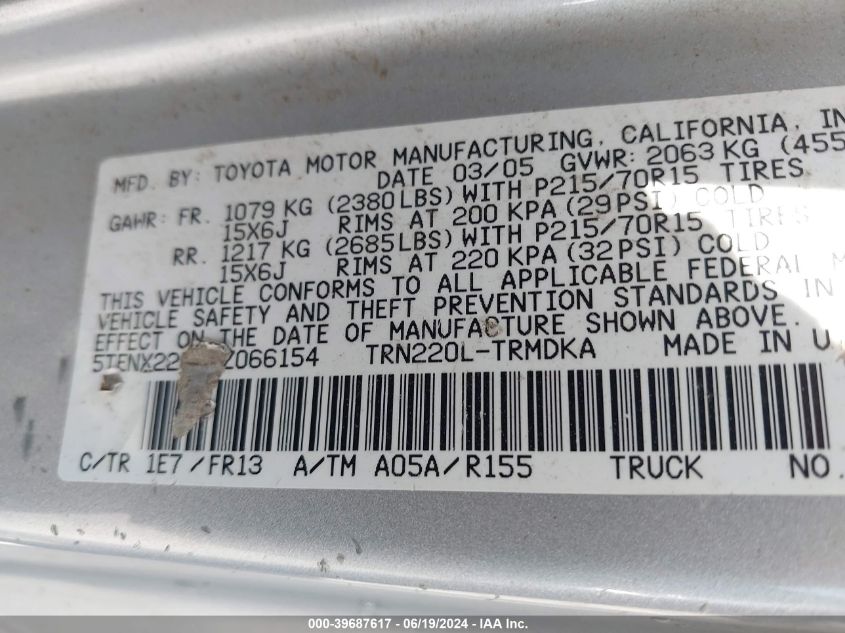 MFD. BY: TOYOTA MOTOR MANUFACTURING, CALIFORNIA, IN
DATE 03/05 GVWR: 2063 KG (455
GAWR: FR. 1079 KG (2380 LBS) WITH P215/70R15 TIRES
15X6J RIMS AT 200 KPA (29 PSI) COLD
RR. 1217 KG (2685 LBS) WITH P215/70R15 TIRES
15X6J RIMS AT 220 KPA (32 PSI) COLD
THIS VEHICLE CONFORMS TO ALL APPLICABLE FEDERAL M
VEHICLE SAFETY AND THEFT PREVENTION STANDARDS IN
EFFECT ON THE DATE OF MANUFACTURE SHOWN ABOVE.
5TENX22 2066154 TRN220L-TRMDKA MADE IN U
C/TR 1E7/FR13 A/TM A05A/R155 TRUCK NO.
000-39687617 - 06/19/2024 - IAA Inc.